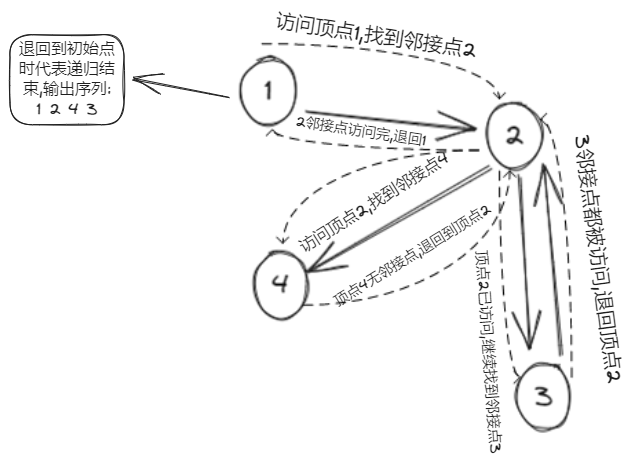 访问顶点1,找到邻接点2
退回到初始点
时代表递归结
束,输出序列:
1 2 4 3
1
2邻接点访问完,退回1
2
访问顶点2,找到邻接点4
4
顶点4无邻接点,退回到顶点2
顶点2已访问,继续找到邻接点3
3邻接点都被访问,退回顶点2
3